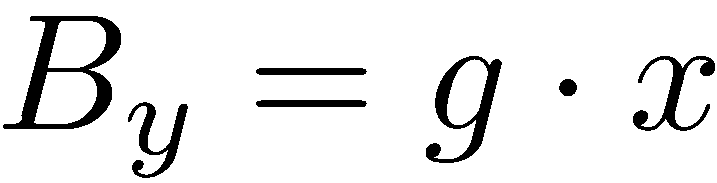 B_y = g · x